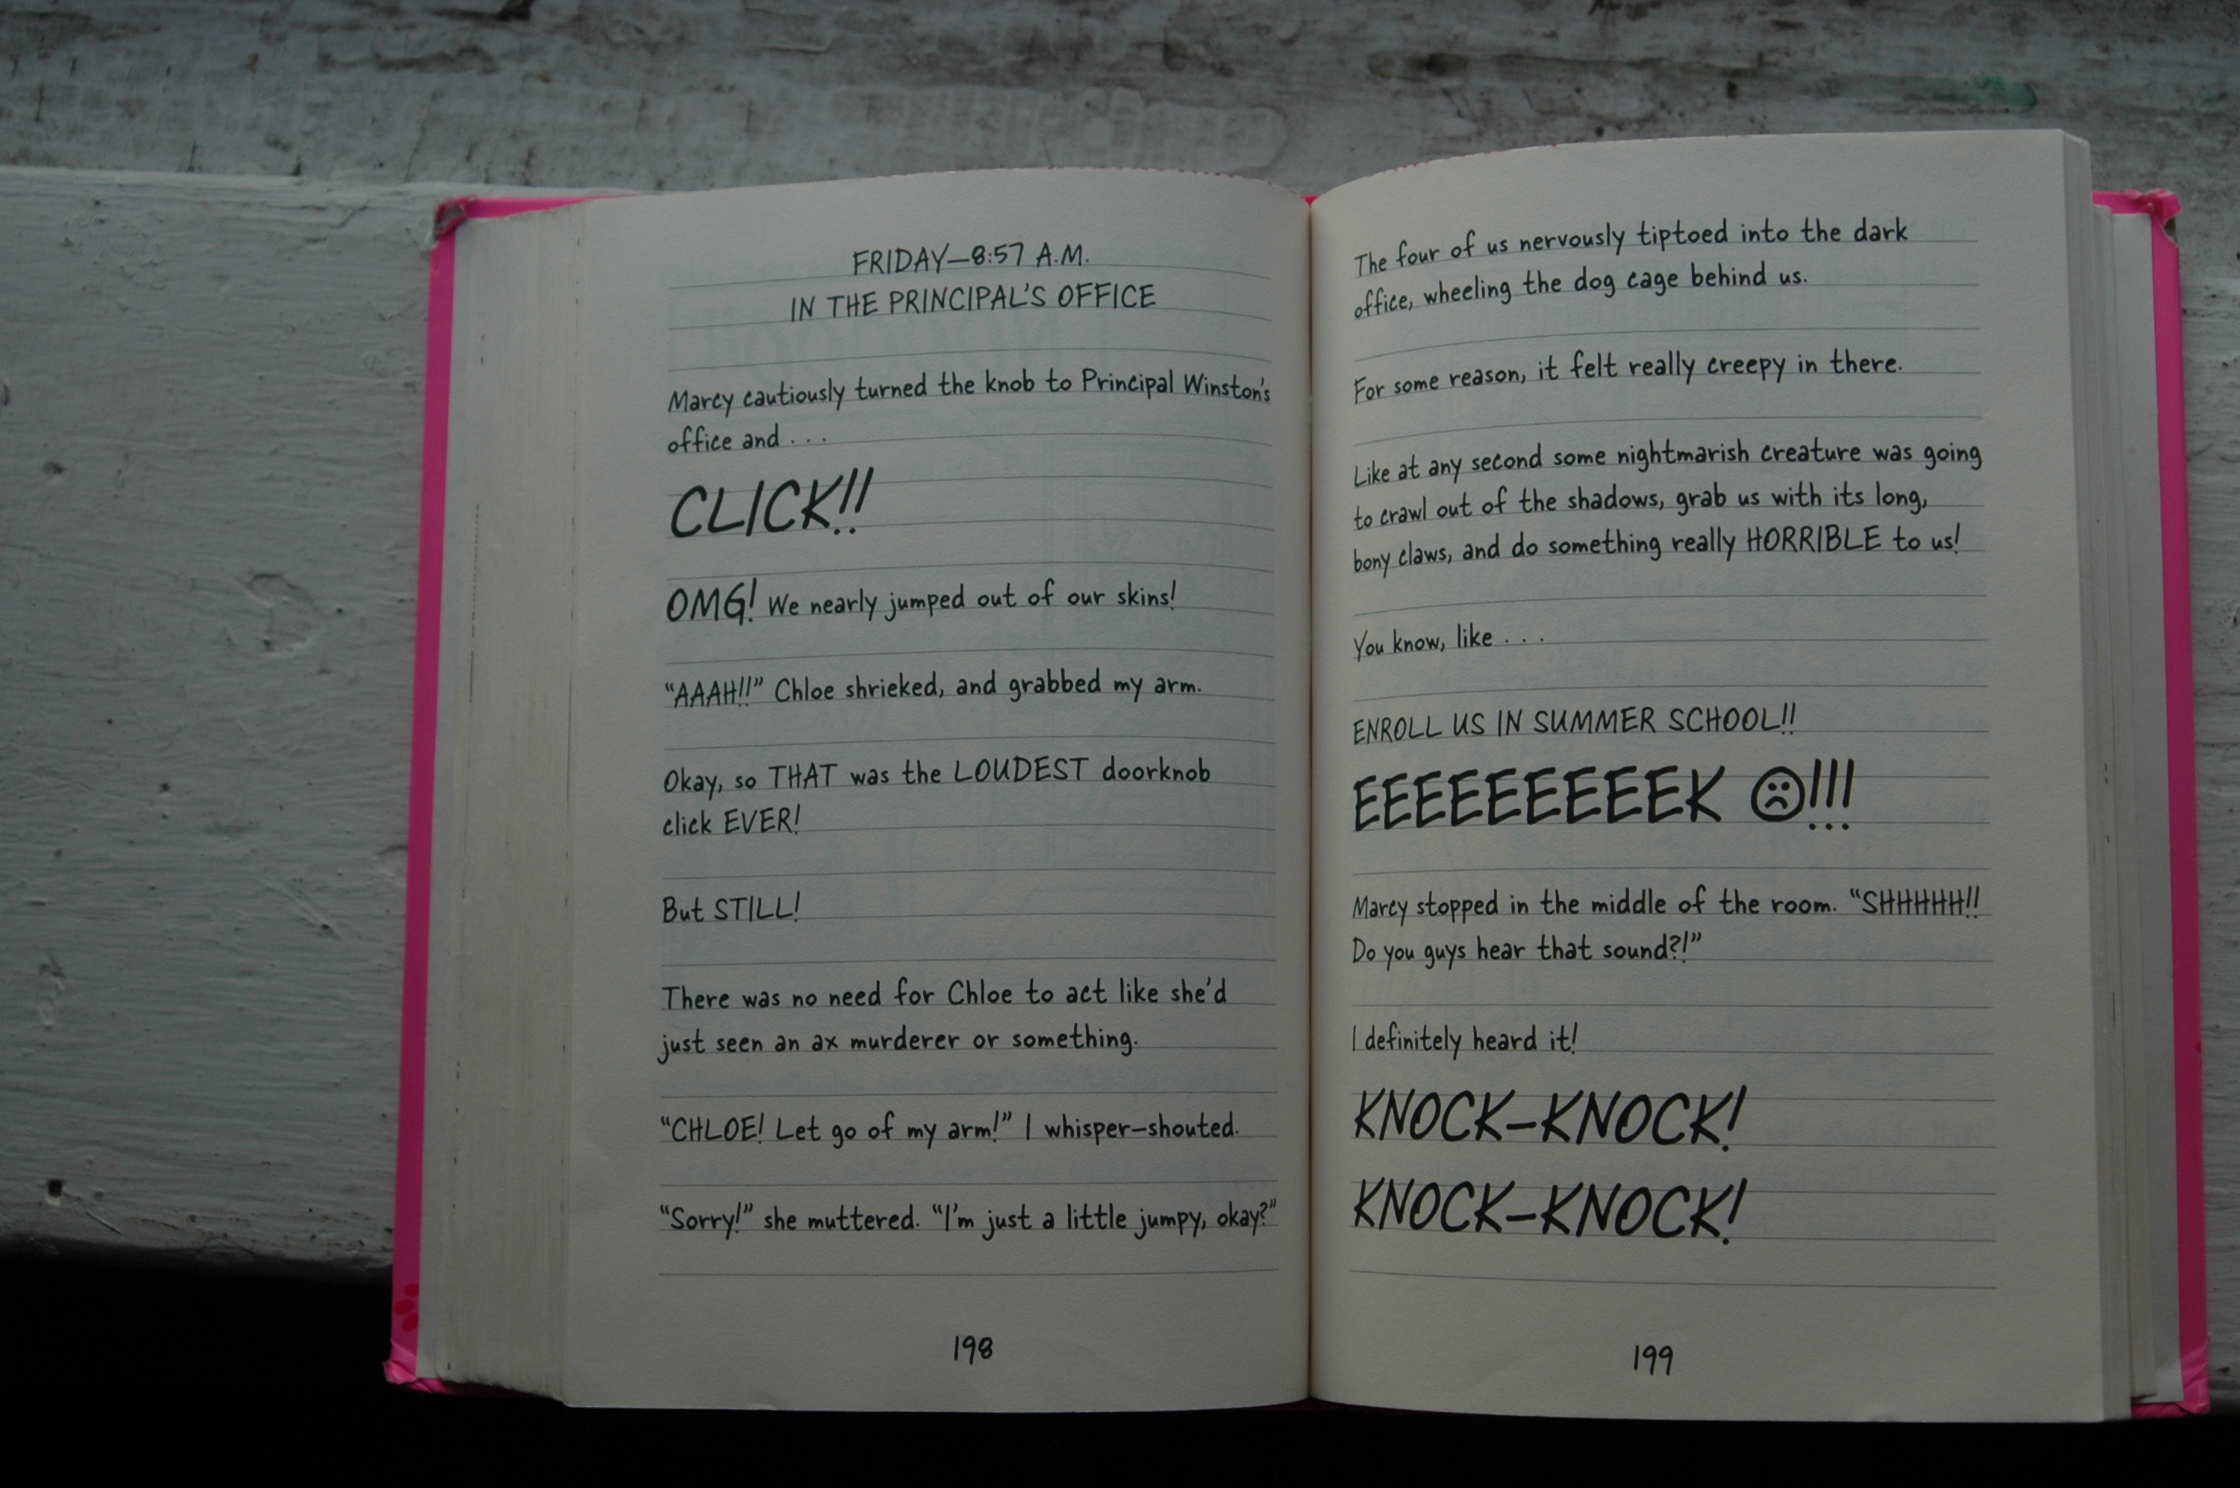 FRIDAY—8:57 A.M.
IN THE PRINCIPAL'S OFFICE
Marcy cautiously turned the knob to Principal Winston's
office and . . .
CLICK!!
OMG! We nearly jumped out of our skins!
"AAAH!!" Chloe shrieked, and grabbed my arm.
Okay, so THAT was the LOUDEST doorknob
click EVER!
But STILL!
There was no need for Chloe to act like she'd
just seen an ax murderer or something.
"CHLOE! Let go of my arm!" I whisper-shouted.
"Sorry!" she muttered. "I'm just a little jumpy, okay?"
198
The four of us nervously tiptoed into the dark
office, wheeling the dog cage behind us.
For some reason, it felt really creepy in there.
Like at any second some nightmarish creature was going
to crawl out of the shadows, grab us with its long,
bony claws, and do something really HORRIBLE to us!
You know, like . . .
ENROLL US IN SUMMER SCHOOL!!
EEEEEEEEEEK ☹!!!
Marcy stopped in the middle of the room. "SHHHHH!!
Do you guys hear that sound?!"
I definitely heard it!
KNOCK-KNOCK!
KNOCK-KNOCK!
199